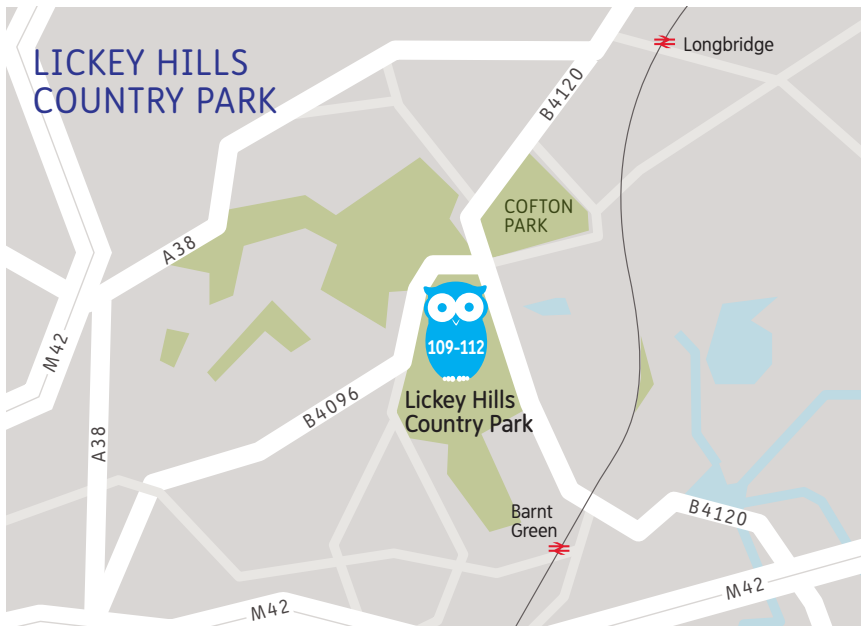 LICKEY HILLS
COUNTRY PARK
Longbridge
B4120
COFTON
PARK
A38
M42
109-112
Lickey Hills
Country Park
B4096
A38
Barnt
Green
B4120
M42
M42